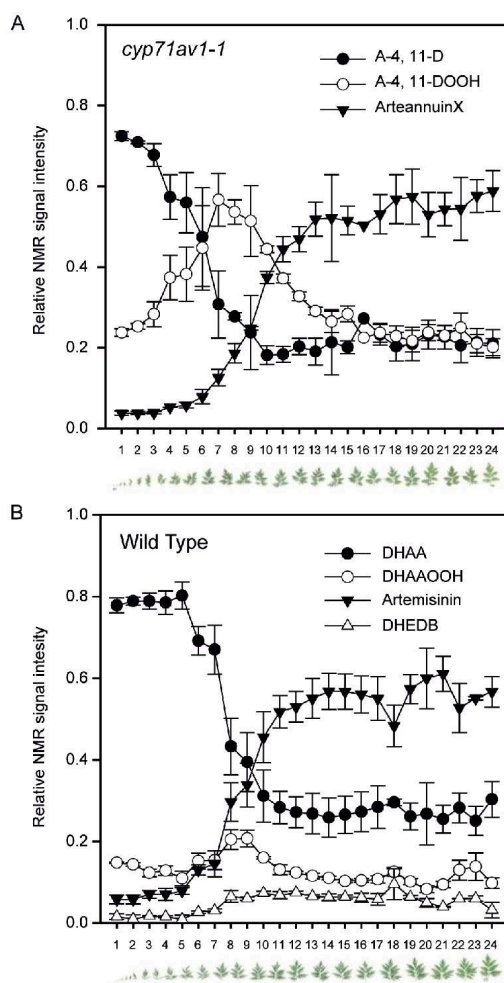 A
cyp71av1-1
A-4, 11-D
A-4, 11-DOOH
ArteannuinX
Relative NMR signal intensity
1.0
0.8
0.6
0.4
0.2
0.0
1 2 3 4 5 6 7 8 9 10 11 12 13 14 15 16 17 18 19 20 21 22 23 24
B
Wild Type
DHAA
DHAAOOH
Artemisinin
DHEDB
Relative NMR signal intesity
1.0
0.8
0.6
0.4
0.2
0.0
1 2 3 4 5 6 7 8 9 10 11 12 13 14 15 16 17 18 19 20 21 22 23 24